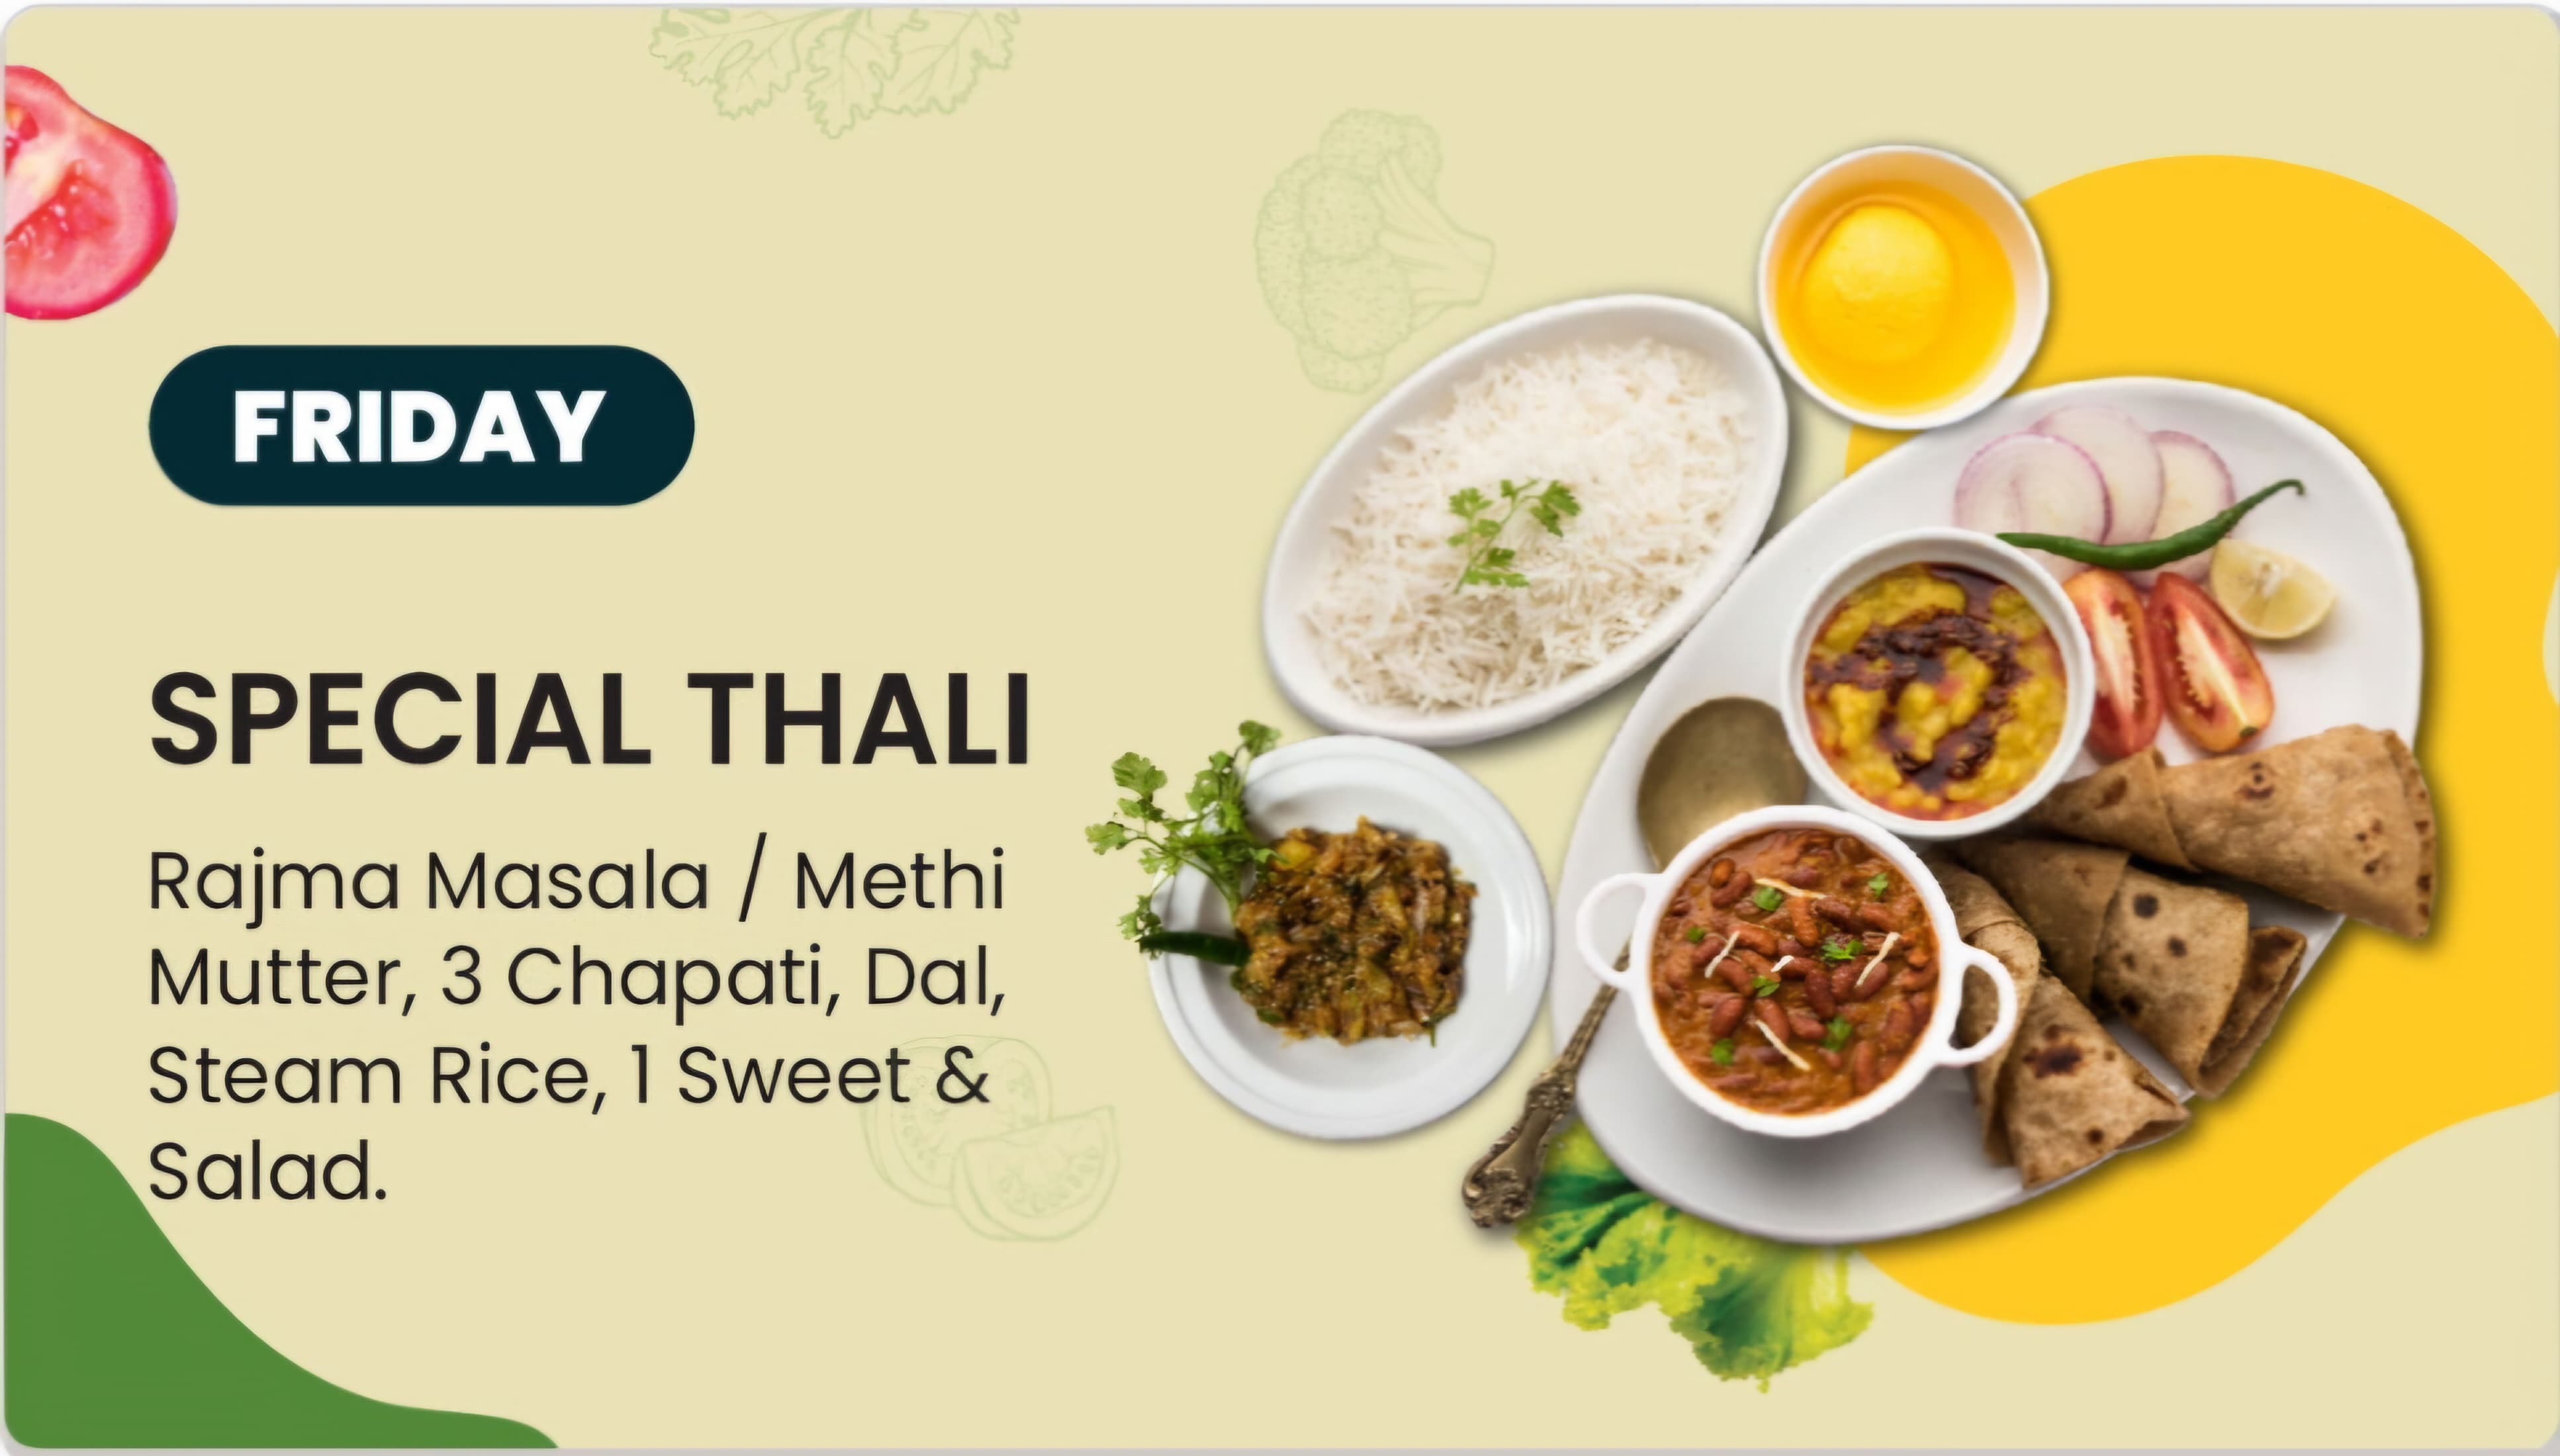 FRIDAY
SPECIAL THALI
Rajma Masala / Methi
Mutter, 3 Chapati, Dal,
Steam Rice, 1 Sweet &
Salad.